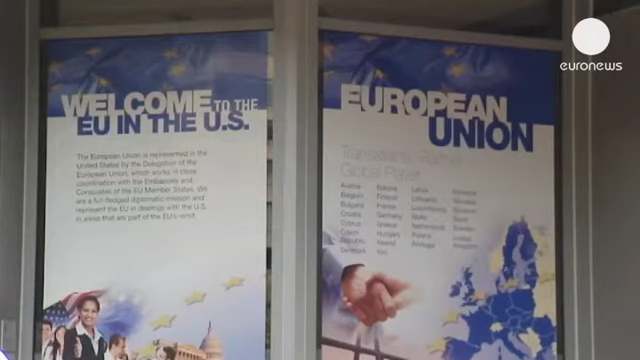 WELCOME TO THE
EU IN THE U.S.
The European Union is represented in the
United States by the Delegation of the
European Union, which works in close
coordination with the Embassies and
Consulates of the EU Member States. We
are a full-fledged diplomatic mission and
represent the EU in dealings with the U.S.
in areas that are part of the EU's remit.
EUROPEAN
UNION
Global
Austria Estonia Latvia Romania
Belgium Finland Lithuania Slovakia
Bulgaria France Luxembourg Slovenia
Croatia Germany Malta Spain
Cyprus Greece Netherlands Sweden
Czech Hungary Poland United
Republic Ireland Portugal Kingdom
Denmark Italy
euronews